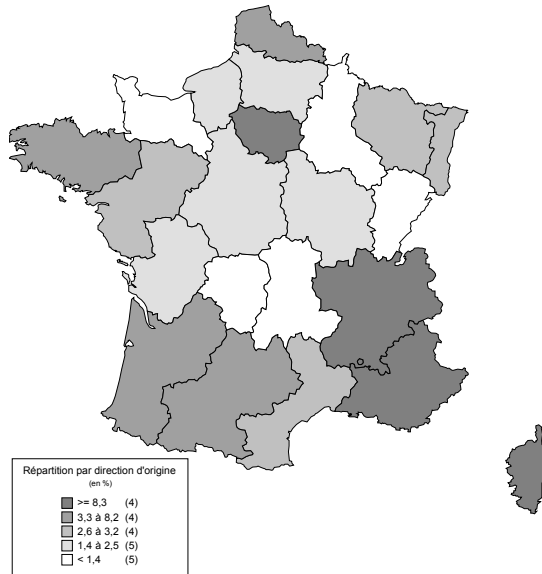 Répartition par direction d'origine
(en %)
>= 8,3 (4)
3,3 à 8,2 (4)
2,6 à 3,2 (4)
1,4 à 2,5 (5)
< 1,4 (5)